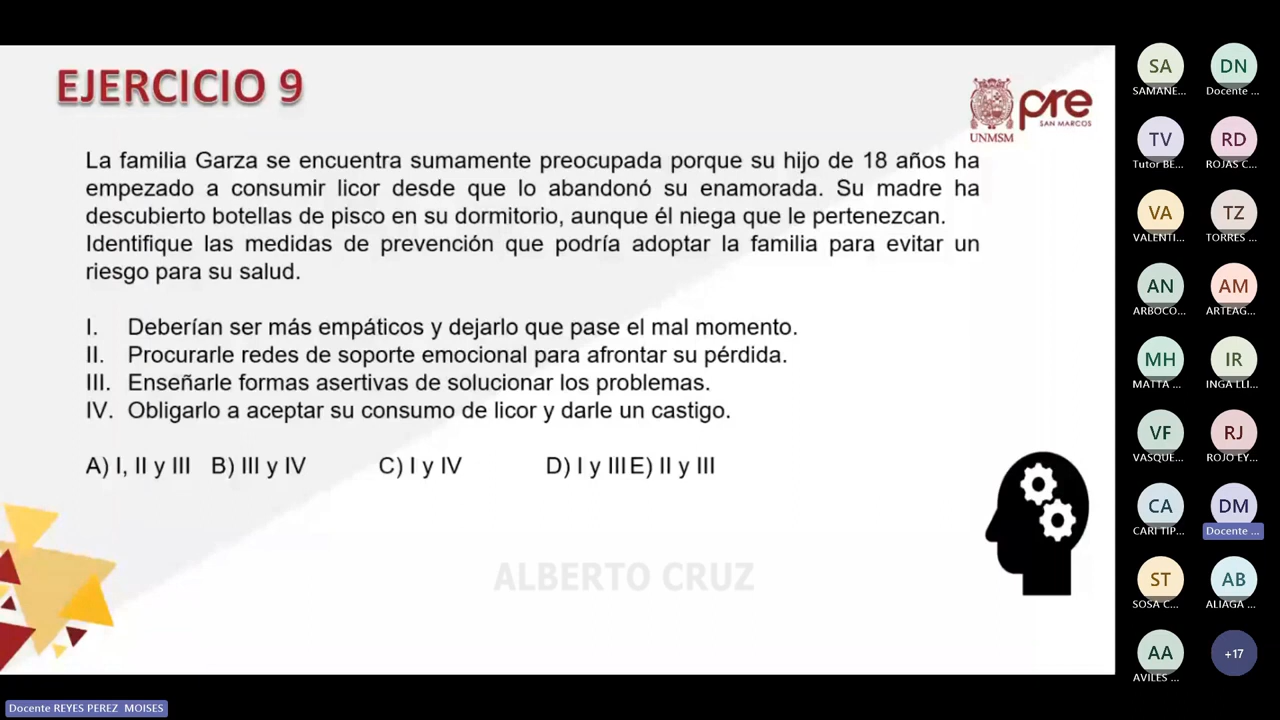 EJERCICIO 9
UNMSM
pre
SAN MARCOS
La familia Garza se encuentra sumamente preocupada porque su hijo de 18 años ha
empezado a consumir licor desde que lo abandonó su enamorada. Su madre ha
descubierto botellas de pisco en su dormitorio, aunque él niega que le pertenezcan.
Identifique las medidas de prevención que podría adoptar la familia para evitar un
riesgo para su salud.
I. Deberían ser más empáticos y dejarlo que pase el mal momento.
II. Procurarle redes de soporte emocional para afrontar su pérdida.
III. Enseñarle formas asertivas de solucionar los problemas.
IV. Obligarlo a aceptar su consumo de licor y darle un castigo.
A) I, II y III B) III y IV C) I y IV D) I y III E) II y III
ALBERTO CRUZ
SA DN
SAMANE... Docente ...
TV RD
Tutor BE... ROJAS C...
VA TZ
VALENTI... TORRES ...
AN AM
ARBOCO... ARTEAG...
MH IR
MATTA ... INGA LLI...
VF RJ
VASQUE... ROJO EY...
CA DM
CARI TIP... Docente ...
ST AB
SOSA C... ALIAGA ...
AA +17
AVILES ...
Docente REYES PEREZ MOISES